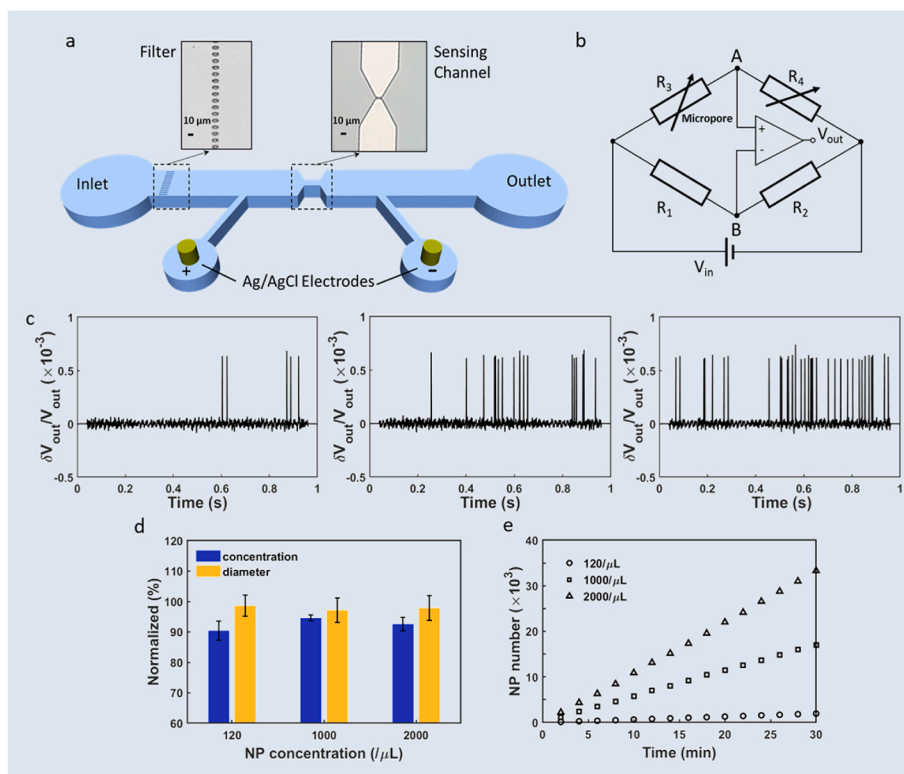 a
Filter
10 μm
Sensing
Channel
10 μm
Inlet
Outlet
+
−
Ag/AgCl Electrodes
b
A
R3
R4
Micropore
+
-
Vout
R1
R2
B
Vin
c
δVout/Vout (×10-3)
1
0.5
0
-0.5
0 0.2 0.4 0.6 0.8 1
Time (s)
δVout/Vout (×10-3)
1
0.5
0
-0.5
0 0.2 0.4 0.6 0.8 1
Time (s)
δVout/Vout (×10-3)
1
0.5
0
-0.5
0 0.2 0.4 0.6 0.8 1
Time (s)
d
Normalized (%)
120
110
100
90
80
70
60
concentration
diameter
120 1000 2000
NP concentration (/μL)
e
NP number (×103)
40
30
20
10
0
120/μL
1000/μL
2000/μL
0 5 10 15 20 25 30
Time (min)